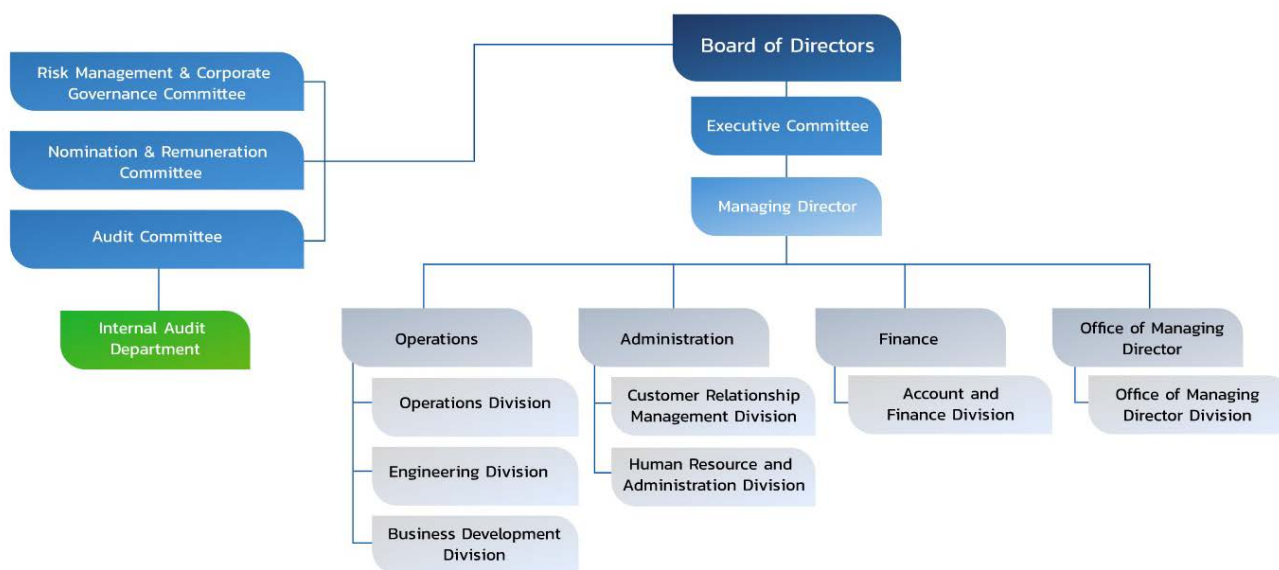 Board of Directors
Risk Management & Corporate
Governance Committee
Executive Committee
Nomination & Remuneration
Committee
Managing Director
Audit Committee
Internal Audit
Department
Operations
Operations Division
Engineering Division
Business Development
Division
Administration
Customer Relationship
Management Division
Human Resource and
Administration Division
Finance
Account and
Finance Division
Office of Managing
Director
Office of Managing
Director Division